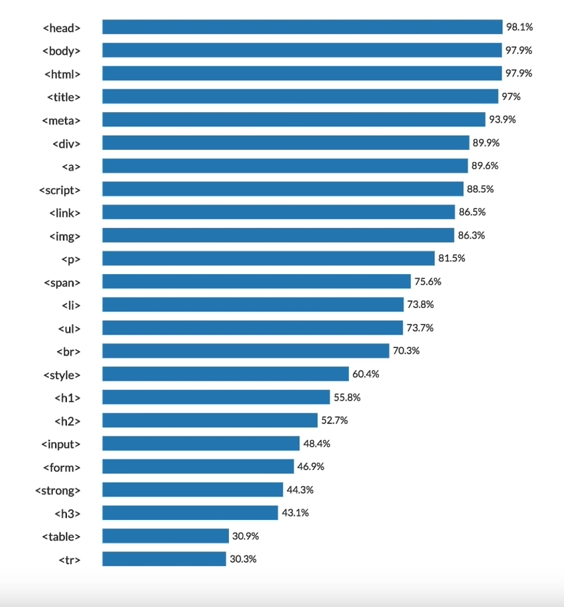 <head> 98.1%
<body> 97.9%
<html> 97.9%
<title> 97%
<meta> 93.9%
<div> 89.9%
<a> 89.6%
<script> 88.5%
<link> 86.5%
<img> 86.3%
<p> 81.5%
<span> 75.6%
<li> 73.8%
<ul> 73.7%
<br> 70.3%
<style> 60.4%
<h1> 55.8%
<h2> 52.7%
<input> 48.4%
<form> 46.9%
<strong> 44.3%
<h3> 43.1%
<table> 30.9%
<tr> 30.3%